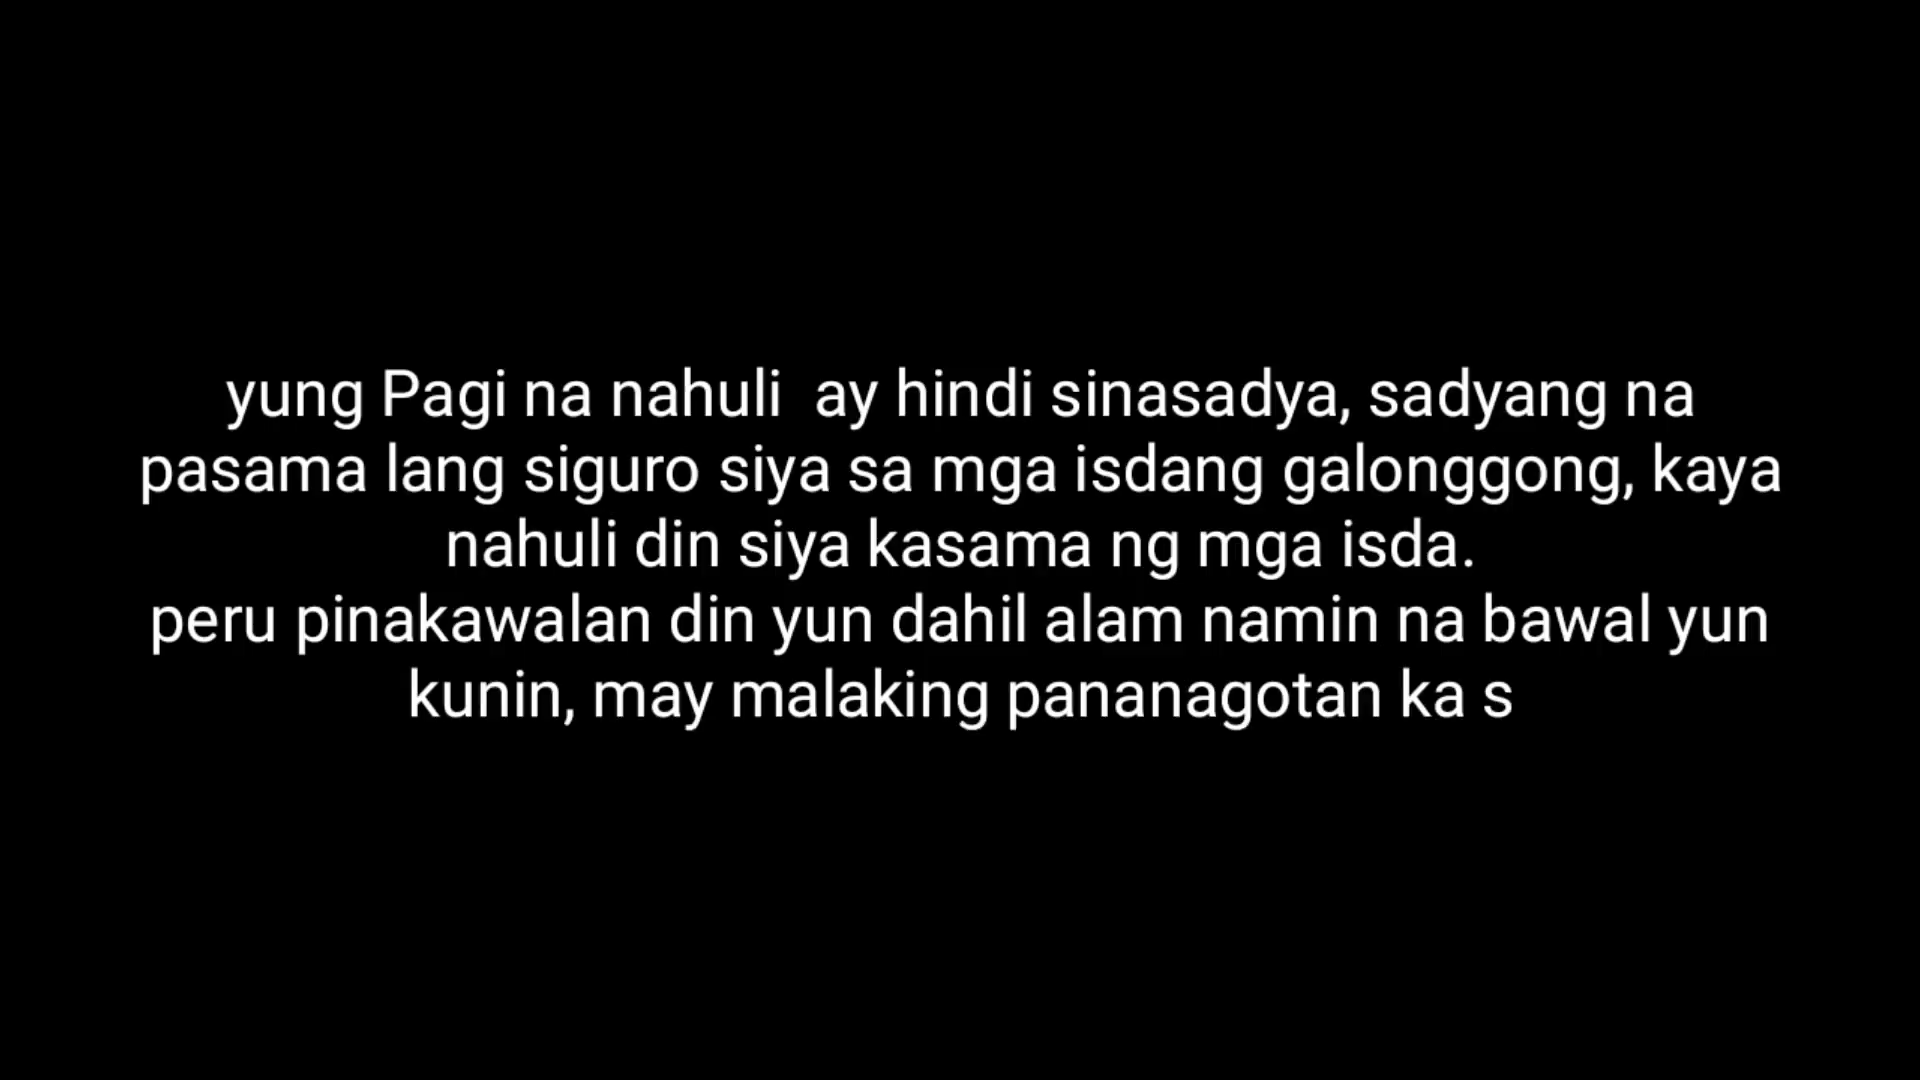 yung Pagi na nahuli  ay hindi sinasadya, sadyang na
pasama lang siguro siya sa mga isdang galonggong, kaya
nahuli din siya kasama ng mga isda.
peru pinakawalan din yun dahil alam namin na bawal yun
kunin, may malaking pananagotan ka s